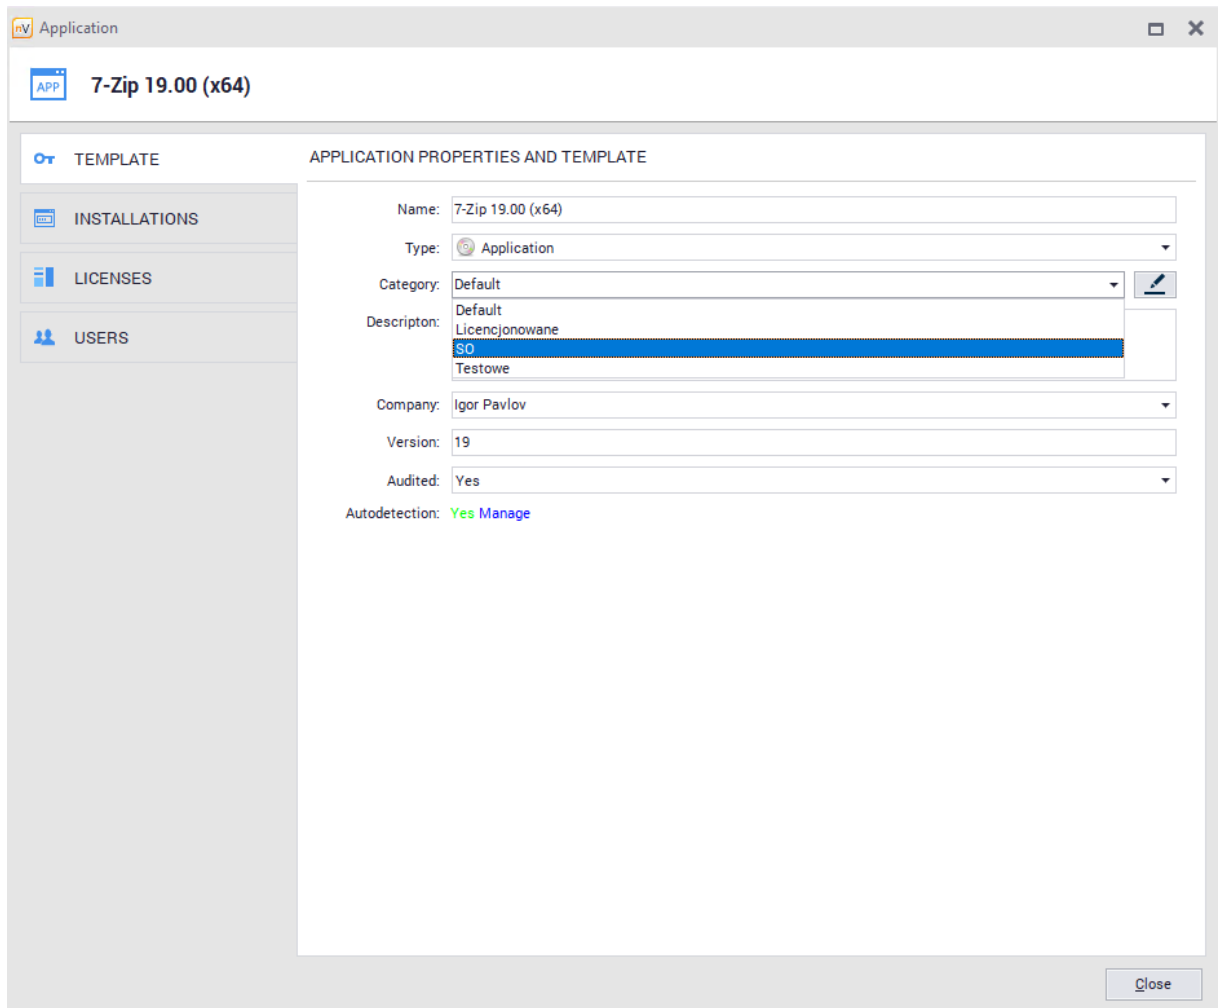 nV Application
APP 7-Zip 19.00 (x64)
TEMPLATE
INSTALLATIONS
LICENSES
USERS
APPLICATION PROPERTIES AND TEMPLATE
Name: 7-Zip 19.00 (x64)
Type: Application
Category: Default
Default
Licencjonowane
SO
Testowe
Descripton:
Company: Igor Pavlov
Version: 19
Audited: Yes
Autodetection: Yes Manage
Close